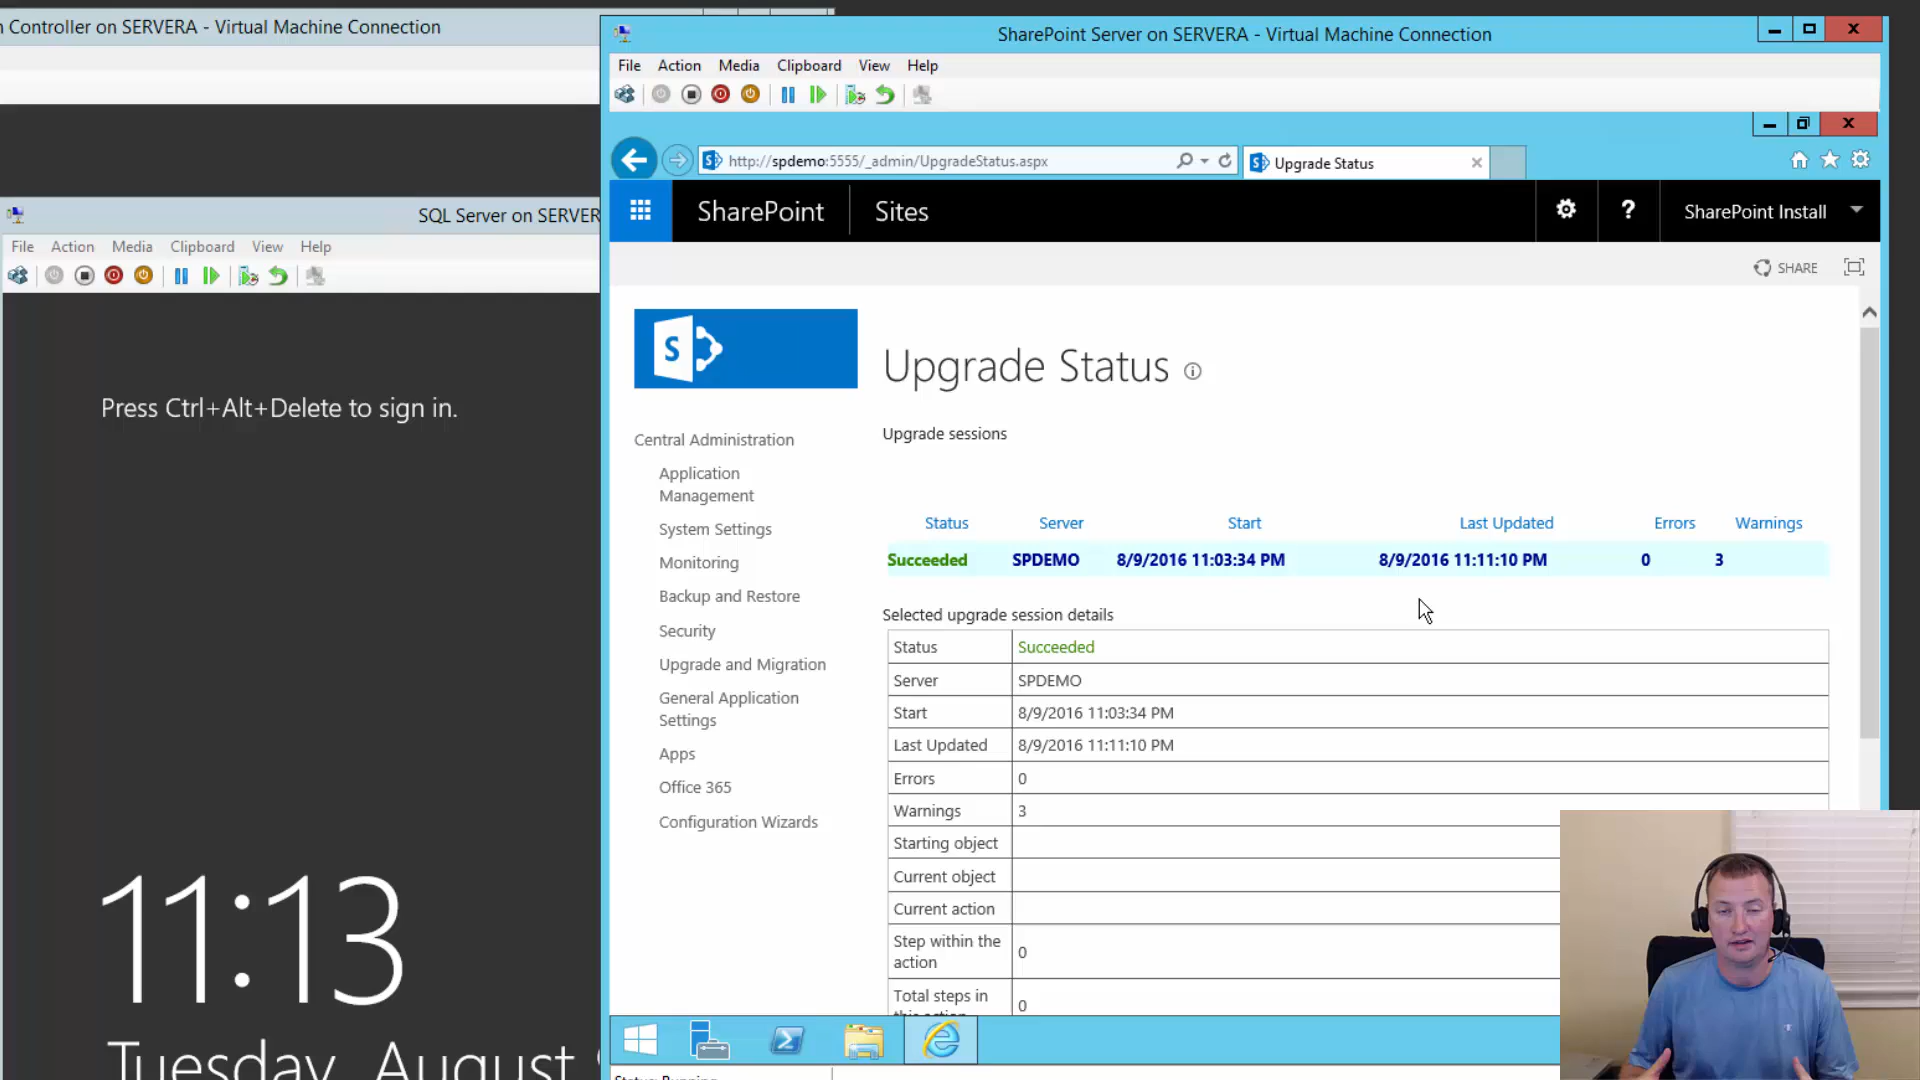 n Controller on SERVERA - Virtual Machine Connection
SQL Server on SERVER
File Action Media Clipboard View Help
Press Ctrl+Alt+Delete to sign in.
11:13
Tuesday, August
SharePoint Server on SERVERA - Virtual Machine Connection
File Action Media Clipboard View Help
http://spdemo:5555/_admin/UpgradeStatus.aspx
Upgrade Status
SharePoint Sites
? SharePoint Install
SHARE
S
Upgrade Status
Central Administration
Application
Management
System Settings
Monitoring
Backup and Restore
Security
Upgrade and Migration
General Application
Settings
Apps
Office 365
Configuration Wizards
Upgrade sessions
Status Server Start Last Updated Errors Warnings
Succeeded SPDEMO 8/9/2016 11:03:34 PM 8/9/2016 11:11:10 PM 0 3
Selected upgrade session details
Status Succeeded
Server SPDEMO
Start 8/9/2016 11:03:34 PM
Last Updated 8/9/2016 11:11:10 PM
Errors 0
Warnings 3
Starting object
Current object
Current action
Step within the
action 0
Total steps in
this action 0
Status: Running